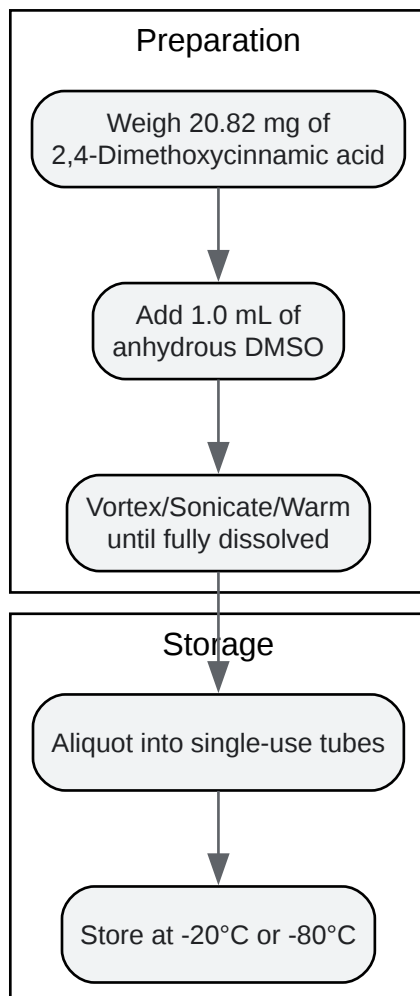 Preparation
Weigh 20.82 mg of
2,4-Dimethoxycinnamic acid
Add 1.0 mL of
anhydrous DMSO
Vortex/Sonicate/Warm
until fully dissolved
Storage
Aliquot into single-use tubes
Store at -20°C or -80°C